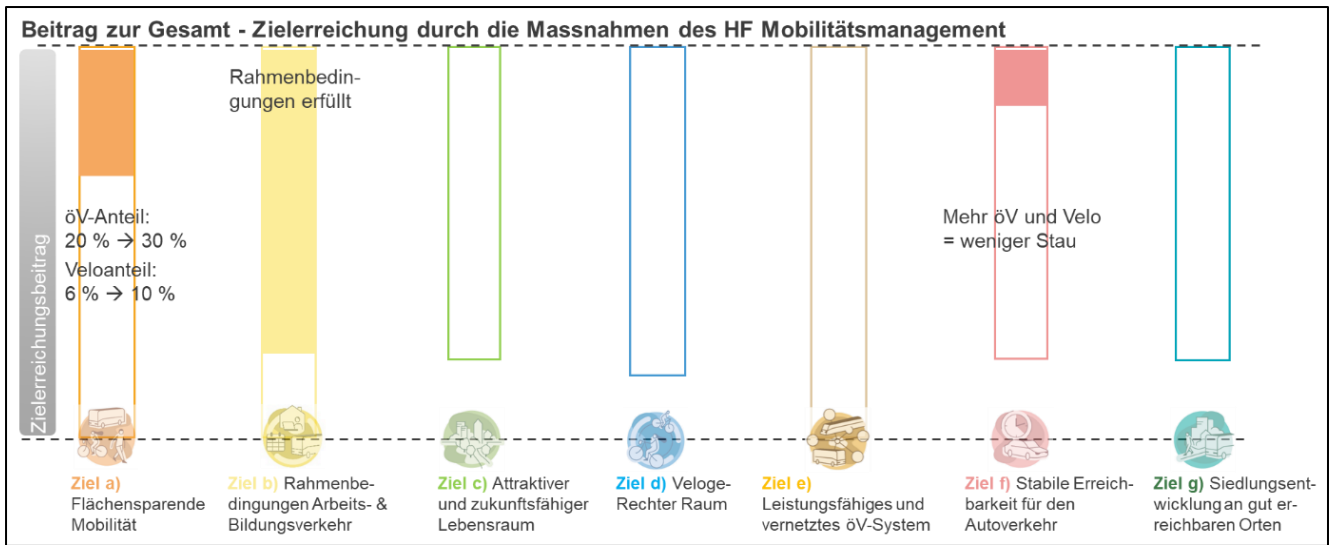 Beitrag zur Gesamt - Zielerreichung durch die Massnahmen des HF Mobilitätsmanagement
Zielerreichungsbeitrag
Rahmenbedin-
gungen erfüllt
öV-Anteil:
20 % → 30 %
Veloanteil:
6 % → 10 %
Mehr öV und Velo
= weniger Stau
Ziel a)
Flächensparende
Mobilität
Ziel b) Rahmenbe-
dingungen Arbeits- &
Bildungsverkehr
Ziel c) Attraktiver
und zukunftsfähiger
Lebensraum
Ziel d) Veloge-
Rechter Raum
Ziel e)
Leistungsfähiges und
vernetztes öV-System
Ziel f) Stabile Erreich-
barkeit für den
Autoverkehr
Ziel g) Siedlungsent-
wicklung an gut er-
reichbaren Orten